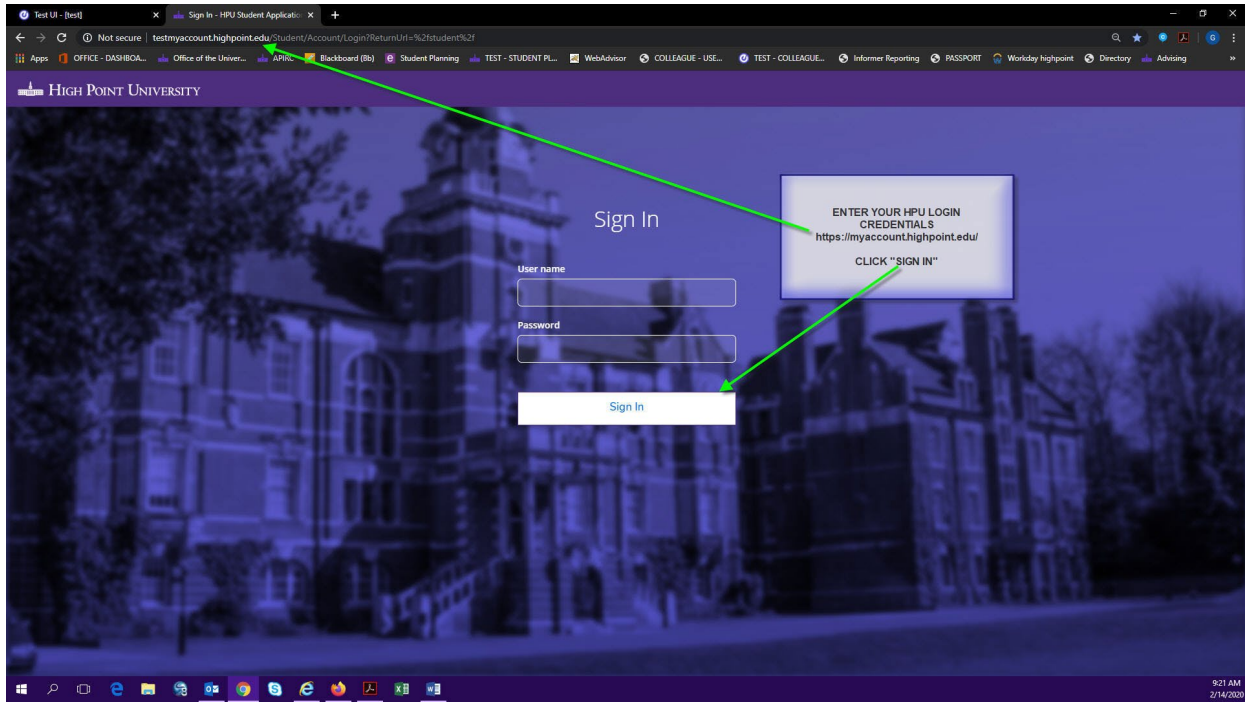 Test UI - [test]
Sign In - HPU Student Applicatio
Not secure | testmyaccount.highpoint.edu/Student/Account/Login?ReturnUrl=%2fstudent%2f
G
Apps OFFICE - DASHBOA... Office of the Univer... APIRC Blackboard (Bb) Student Planning TEST - STUDENT PL... WebAdvisor COLLEAGUE - USE... TEST - COLLEAGUE... Informer Reporting PASSPORT Workday highpoint Directory Advising »
HIGH POINT UNIVERSITY
Sign In
User name
Password
Sign In
ENTER YOUR HPU LOGIN
CREDENTIALS
https://myaccount.highpoint.edu/
CLICK "SIGN IN"
9:21 AM
2/14/2020